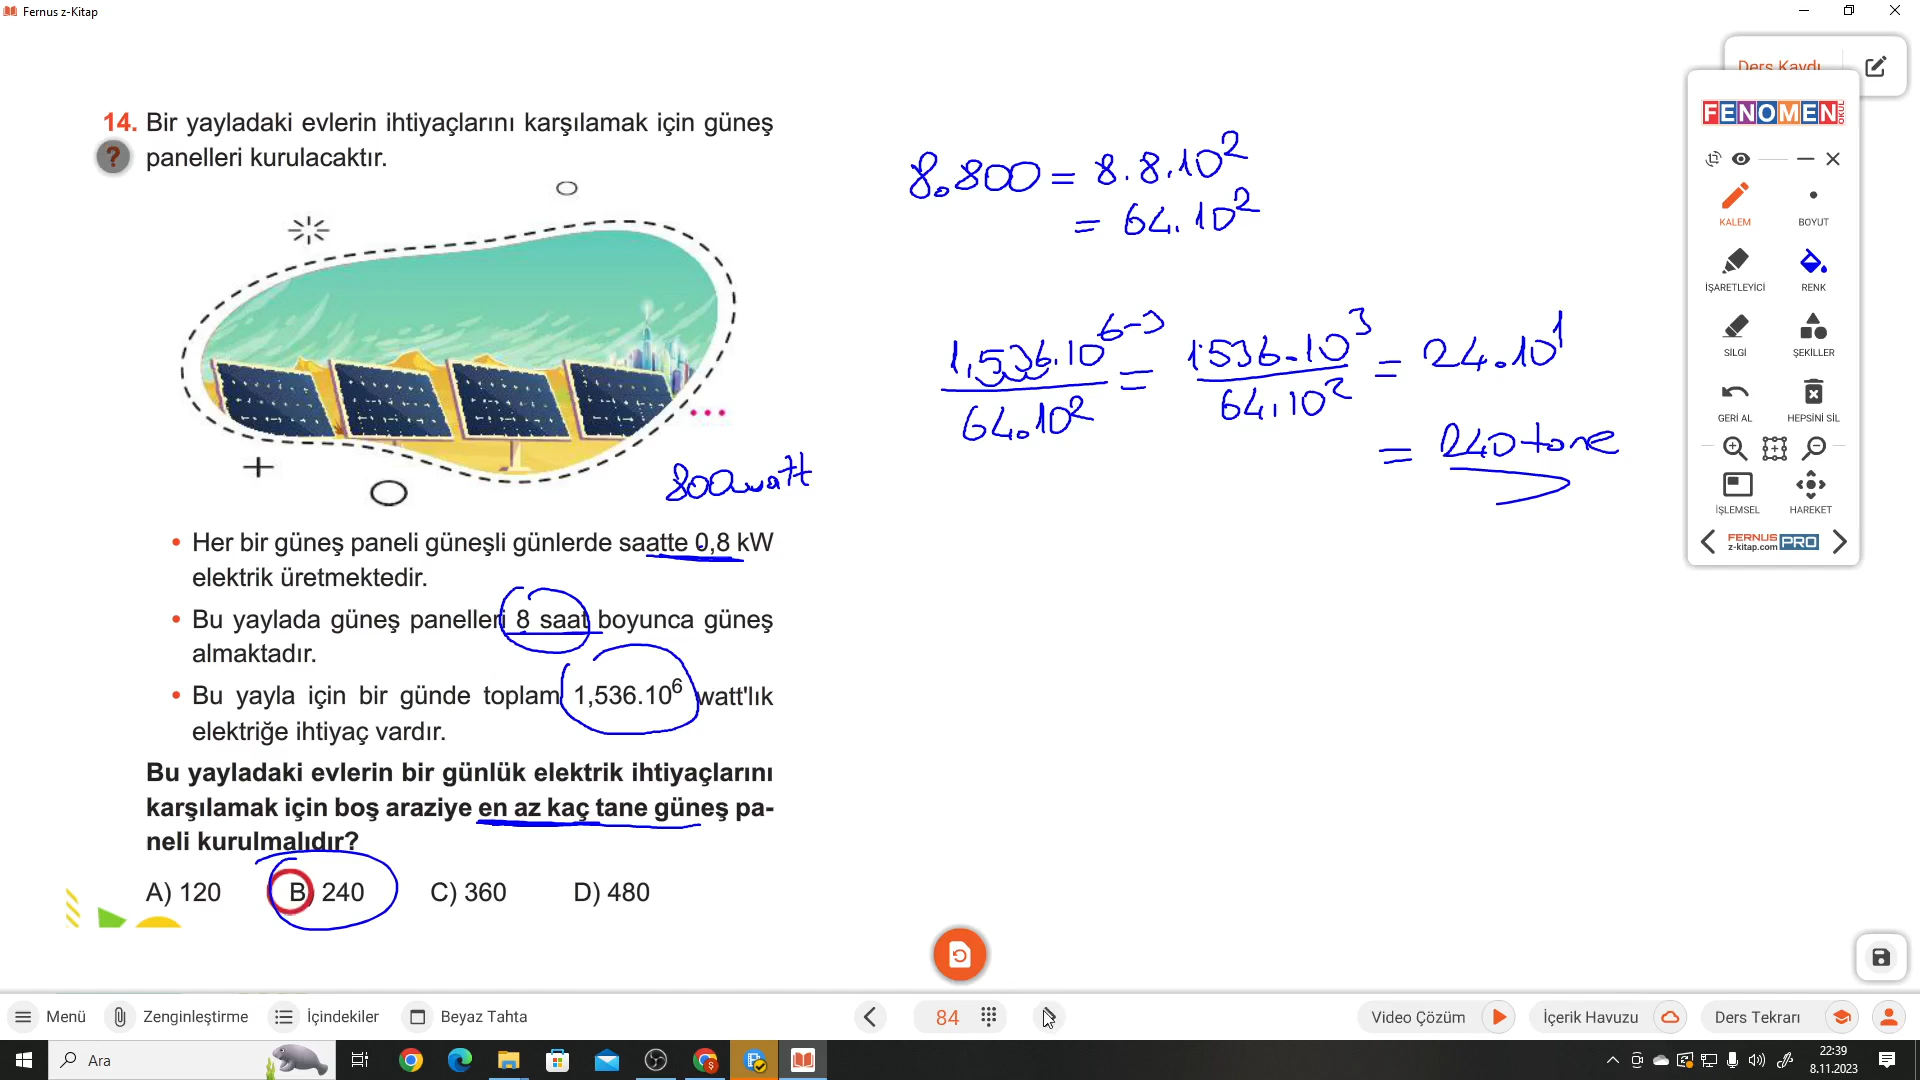 Fernus z-Kitap
Ders Kaydı
14. Bir yayladaki evlerin ihtiyaçlarını karşılamak için güneş
? panelleri kurulacaktır.
8.800 = 8.8.10²
= 64.10²
1,536.10⁶⁻³ / 64.10² = 1536.10³ / 64.10² = 24.10¹
= 240 tane
800 watt
• Her bir güneş paneli güneşli günlerde saatte 0,8 kW
elektrik üretmektedir.
• Bu yaylada güneş panelleri 8 saat boyunca güneş
almaktadır.
• Bu yayla için bir günde toplam 1,536.10⁶ watt'lık
elektriğe ihtiyaç vardır.
Bu yayladaki evlerin bir günlük elektrik ihtiyaçlarını
karşılamak için boş araziye en az kaç tane güneş pa-
neli kurulmalıdır?
A) 120 B) 240 C) 360 D) 480
FENOMEN OKUL
KALEM BOYUT
İŞARETLEYİCİ RENK
SİLGİ ŞEKİLLER
GERİ AL HEPSİNİ SİL
İŞLEMSEL HAREKET
FERNUS
z-kitap.com PRO
Menü Zenginleştirme İçindekiler Beyaz Tahta 84 Video Çözüm İçerik Havuzu Ders Tekrarı
Ara
22:39
8.11.2023